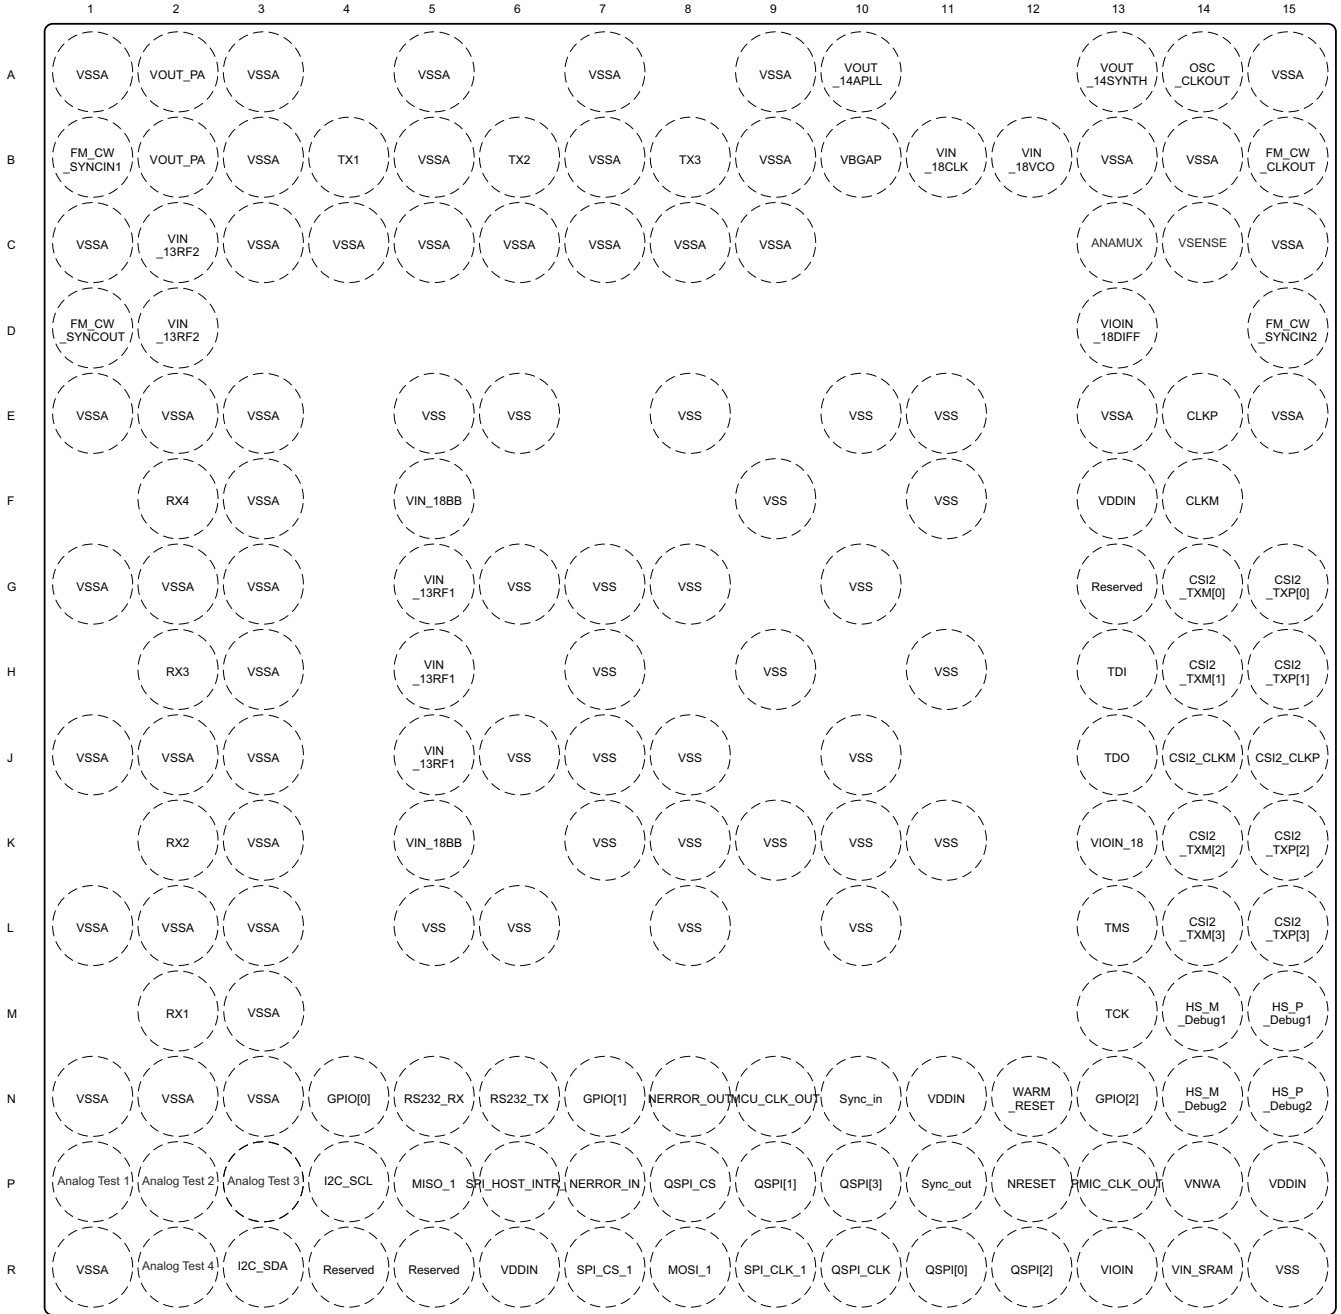 1 2 3 4 5 6 7 8 9 10 11 12 13 14 15
A VSSA VOUT_PA VSSA VSSA VSSA VSSA VOUT
_14APLL VOUT
_14SYNTH OSC
_CLKOUT VSSA
B FM_CW
_SYNCIN1 VOUT_PA VSSA TX1 VSSA TX2 VSSA TX3 VSSA VBGAP VIN
_18CLK VIN
_18VCO VSSA VSSA FM_CW
_CLKOUT
C VSSA VIN
_13RF2 VSSA VSSA VSSA VSSA VSSA VSSA VSSA ANAMUX VSENSE VSSA
D FM_CW
_SYNCOUT VIN
_13RF2 VIOIN
_18DIFF FM_CW
_SYNCIN2
E VSSA VSSA VSSA VSS VSS VSS VSS VSS VSSA CLKP VSSA
F RX4 VSSA VIN_18BB VSS VSS VDDIN CLKM
G VSSA VSSA VSSA VIN
_13RF1 VSS VSS VSS VSS Reserved CSI2
_TXM[0] CSI2
_TXP[0]
H RX3 VSSA VIN
_13RF1 VSS VSS VSS TDI CSI2
_TXM[1] CSI2
_TXP[1]
J VSSA VSSA VSSA VIN
_13RF1 VSS VSS VSS VSS TDO CSI2_CLKM CSI2_CLKP
K RX2 VSSA VIN_18BB VSS VSS VSS VSS VSS VIOIN_18 CSI2
_TXM[2] CSI2
_TXP[2]
L VSSA VSSA VSSA VSS VSS VSS VSS TMS CSI2
_TXM[3] CSI2
_TXP[3]
M RX1 VSSA TCK HS_M
_Debug1 HS_P
_Debug1
N VSSA VSSA VSSA GPIO[0] RS232_RX RS232_TX GPIO[1] NERROR_OUT MCU_CLK_OUT Sync_in VDDIN WARM
_RESET GPIO[2] HS_M
_Debug2 HS_P
_Debug2
P Analog Test 1 Analog Test 2 Analog Test 3 I2C_SCL MISO_1 SPI_HOST_INTR_ NERROR_IN QSPI_CS QSPI[1] QSPI[3] Sync_out NRESET PMIC_CLK_OUT VNWA VDDIN
R VSSA Analog Test 4 I2C_SDA Reserved Reserved VDDIN SPI_CS_1 MOSI_1 SPI_CLK_1 QSPI_CLK QSPI[0] QSPI[2] VIOIN VIN_SRAM VSS